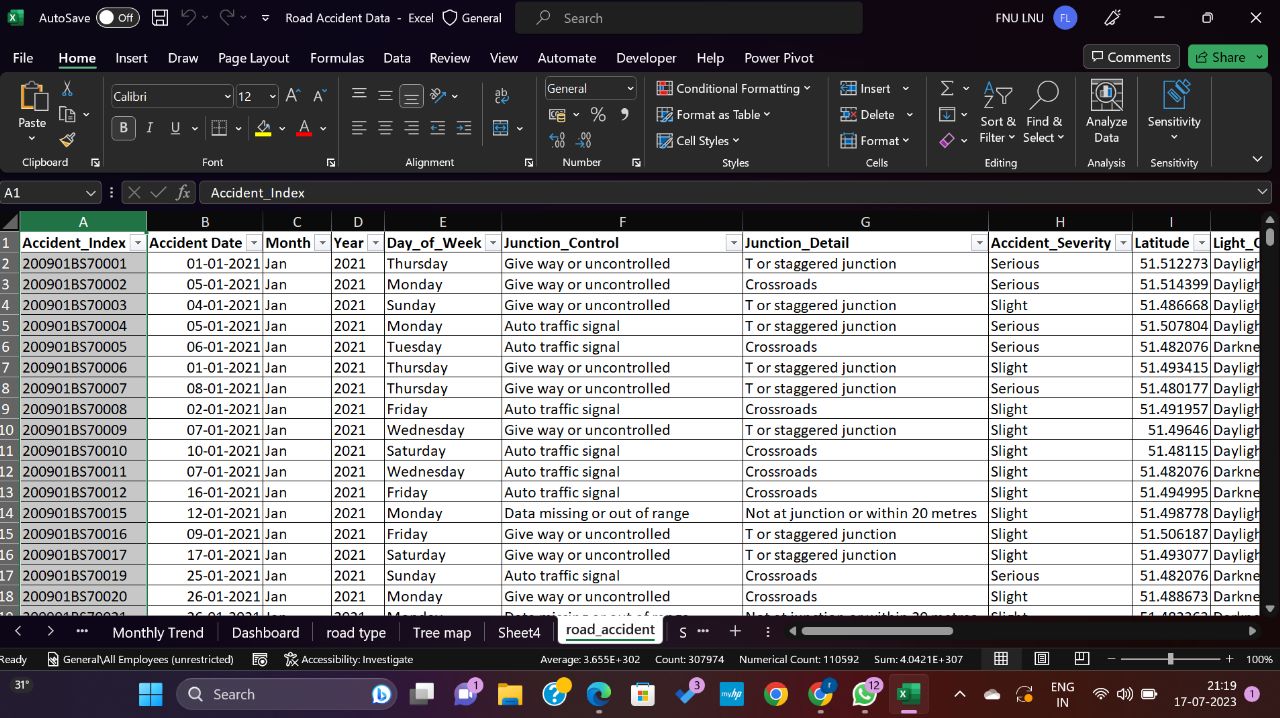 AutoSave Off Road Accident Data - Excel General Search FNU LNU FL
File Home Insert Draw Page Layout Formulas Data Review View Automate Developer Help Power Pivot Comments Share
Paste Calibri 12 General Conditional Formatting Insert
B I U A Format as Table Delete Sort & Filter Find & Select Analyze Data Sensitivity
Cell Styles Format
Clipboard Font Alignment Number Styles Cells Editing Analysis Sensitivity
A1 fx Accident_Index
A B C D E F G H I
1 Accident_Index Accident Date Month Year Day_of_Week Junction_Control Junction_Detail Accident_Severity Latitude Light_C
2 200901BS70001 01-01-2021 Jan 2021 Thursday Give way or uncontrolled T or staggered junction Serious 51.512273 Dayligh
3 200901BS70002 05-01-2021 Jan 2021 Monday Give way or uncontrolled Crossroads Serious 51.514399 Dayligh
4 200901BS70003 04-01-2021 Jan 2021 Sunday Give way or uncontrolled T or staggered junction Slight 51.486668 Dayligh
5 200901BS70004 05-01-2021 Jan 2021 Monday Auto traffic signal T or staggered junction Serious 51.507804 Dayligh
6 200901BS70005 06-01-2021 Jan 2021 Tuesday Auto traffic signal Crossroads Serious 51.482076 Darkne
7 200901BS70006 01-01-2021 Jan 2021 Thursday Give way or uncontrolled T or staggered junction Slight 51.493415 Dayligh
8 200901BS70007 08-01-2021 Jan 2021 Thursday Give way or uncontrolled T or staggered junction Serious 51.480177 Dayligh
9 200901BS70008 02-01-2021 Jan 2021 Friday Auto traffic signal Crossroads Slight 51.491957 Dayligh
10 200901BS70009 07-01-2021 Jan 2021 Wednesday Give way or uncontrolled T or staggered junction Slight 51.49646 Dayligh
11 200901BS70010 10-01-2021 Jan 2021 Saturday Auto traffic signal Crossroads Slight 51.48115 Dayligh
12 200901BS70011 07-01-2021 Jan 2021 Wednesday Auto traffic signal Crossroads Slight 51.482076 Darkne
13 200901BS70012 16-01-2021 Jan 2021 Friday Auto traffic signal Crossroads Slight 51.494995 Darkne
14 200901BS70015 12-01-2021 Jan 2021 Monday Data missing or out of range Not at junction or within 20 metres Slight 51.498778 Dayligh
15 200901BS70016 09-01-2021 Jan 2021 Friday Give way or uncontrolled T or staggered junction Slight 51.506187 Dayligh
16 200901BS70017 17-01-2021 Jan 2021 Saturday Give way or uncontrolled T or staggered junction Slight 51.493077 Dayligh
17 200901BS70019 25-01-2021 Jan 2021 Sunday Auto traffic signal Crossroads Serious 51.482076 Darkne
18 200901BS70020 26-01-2021 Jan 2021 Monday Give way or uncontrolled Crossroads Slight 51.488673 Darkne
Monthly Trend Dashboard road type Tree map Sheet4 road_accident S
Ready General\All Employees (unrestricted) Accessibility: Investigate Average: 3.655E+302 Count: 307974 Numerical Count: 110592 Sum: 4.0421E+307 100%
31° Search 1 3 myhp r 12 ENG IN 21:19 17-07-2023 1